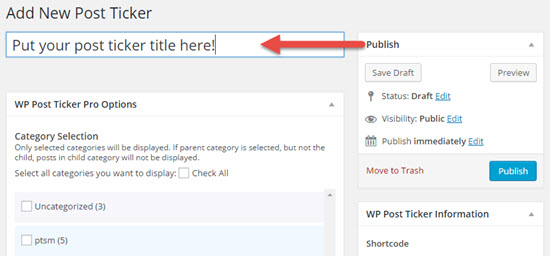 Add New Post Ticker
Put your post ticker title here!
WP Post Ticker Pro Options
Category Selection
Only selected categories will be displayed. If parent category is selected, but not the
child, posts in child category will not be displayed.
Select all categories you want to display: Check All
Uncategorized (3)
ptsm (5)
Publish
Save Draft
Preview
Status: Draft Edit
Visibility: Public Edit
Publish immediately Edit
Move to Trash
Publish
WP Post Ticker Information
Shortcode